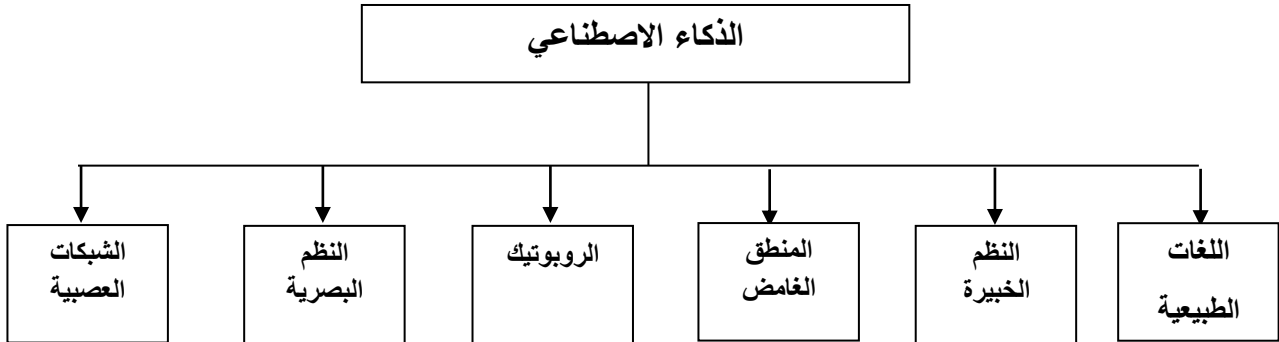 الذكاء الاصطناعي
اللغات
الطبيعية
النظم
الخبيرة
المنطق
الغامض
الروبوتيك
النظم
البصرية
الشبكات
العصبية